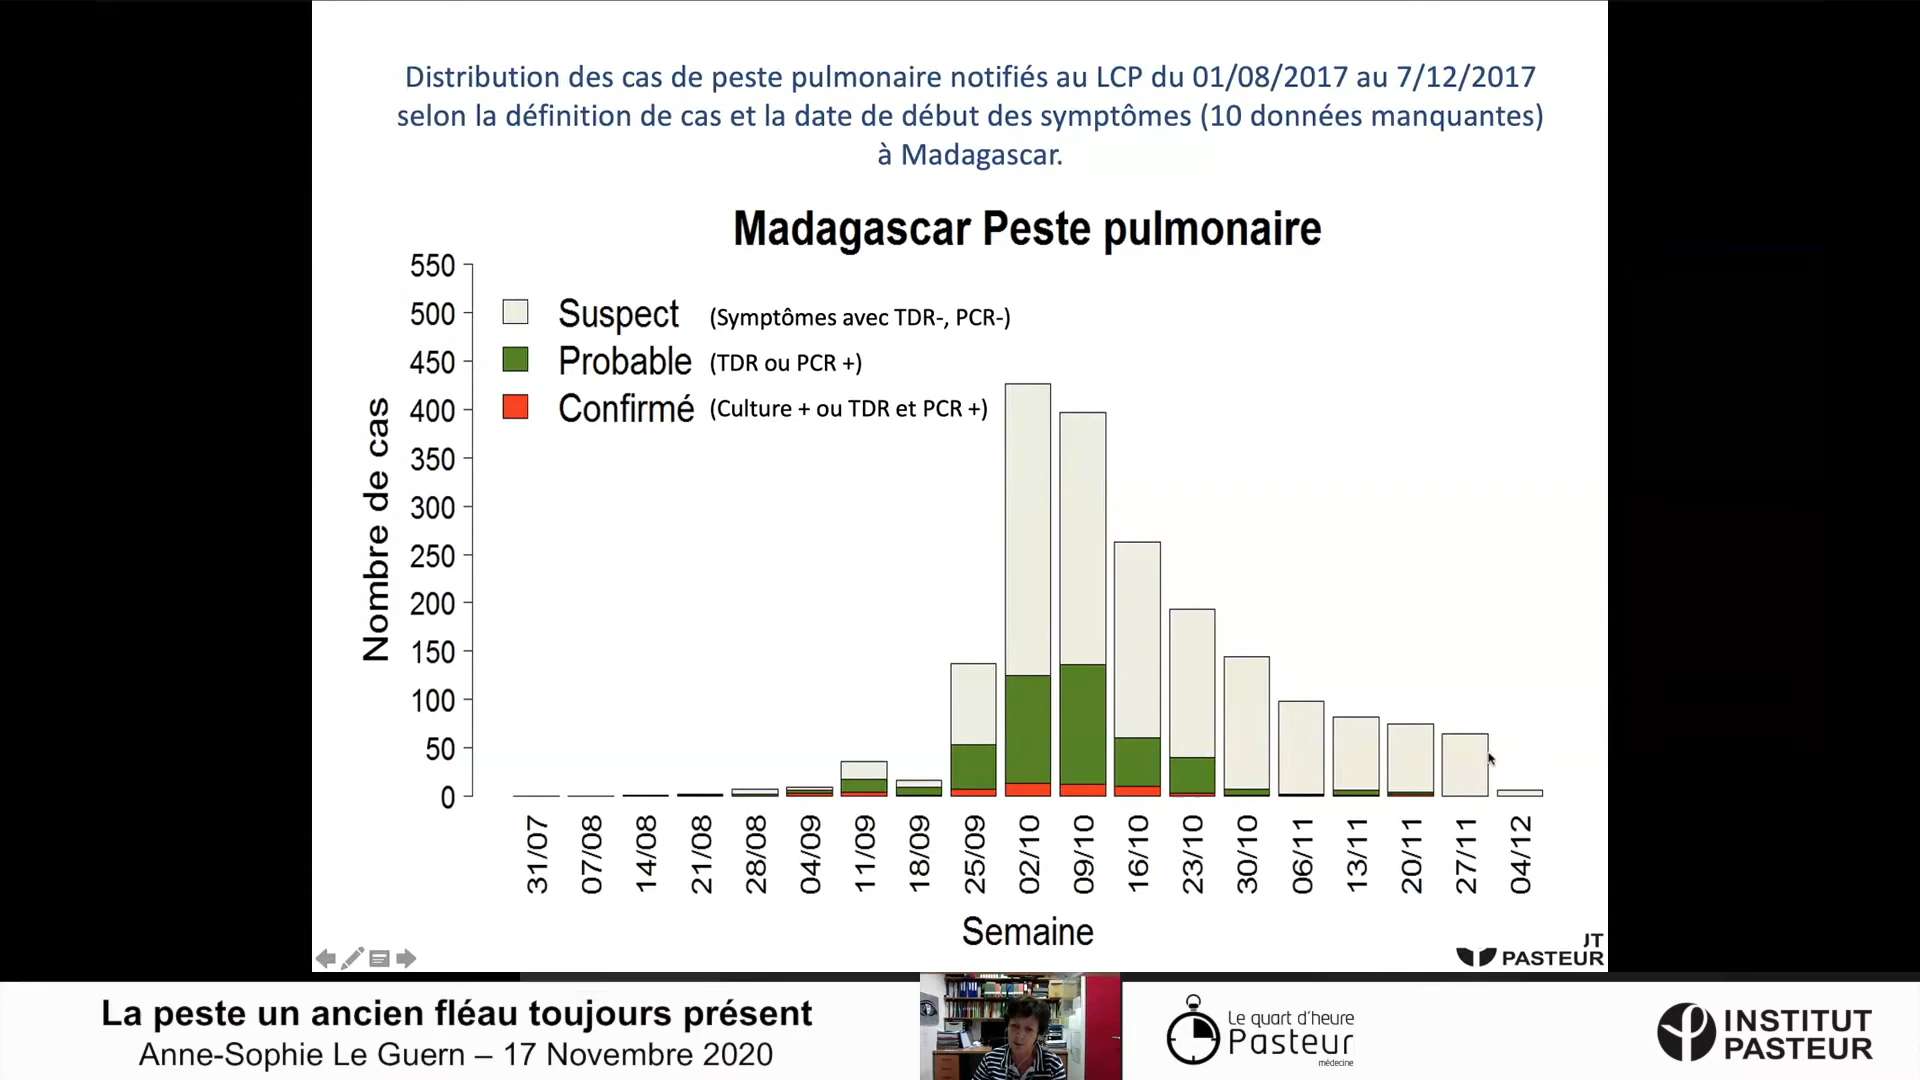 Distribution des cas de peste pulmonaire notifiés au LCP du 01/08/2017 au 7/12/2017
selon la définition de cas et la date de début des symptômes (10 données manquantes)
à Madagascar.
Madagascar Peste pulmonaire
550
500
450
400
350
300
250
200
150
100
50
0
Nombre de cas
Suspect (Symptômes avec TDR-, PCR-)
Probable (TDR ou PCR +)
Confirmé (Culture + ou TDR et PCR +)
31/07
07/08
14/08
21/08
28/08
04/09
11/09
18/09
25/09
02/10
09/10
16/10
23/10
30/10
06/11
13/11
20/11
27/11
04/12
Semaine
JT
PASTEUR
La peste un ancien fléau toujours présent
Anne-Sophie Le Guern – 17 Novembre 2020
Le quart d'heure
Pasteur
médecine
INSTITUT
PASTEUR